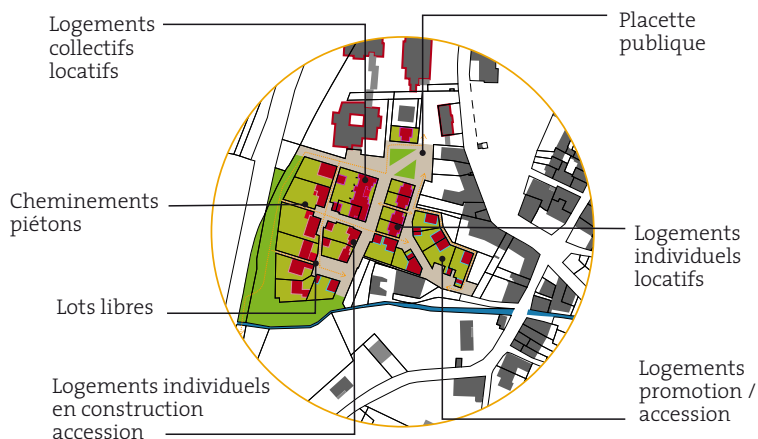 Logements
collectifs
locatifs
Placette
publique
Cheminements
piétons
Logements
individuels
locatifs
Lots libres
Logements individuels
en construction
accession
Logements
promotion /
accession